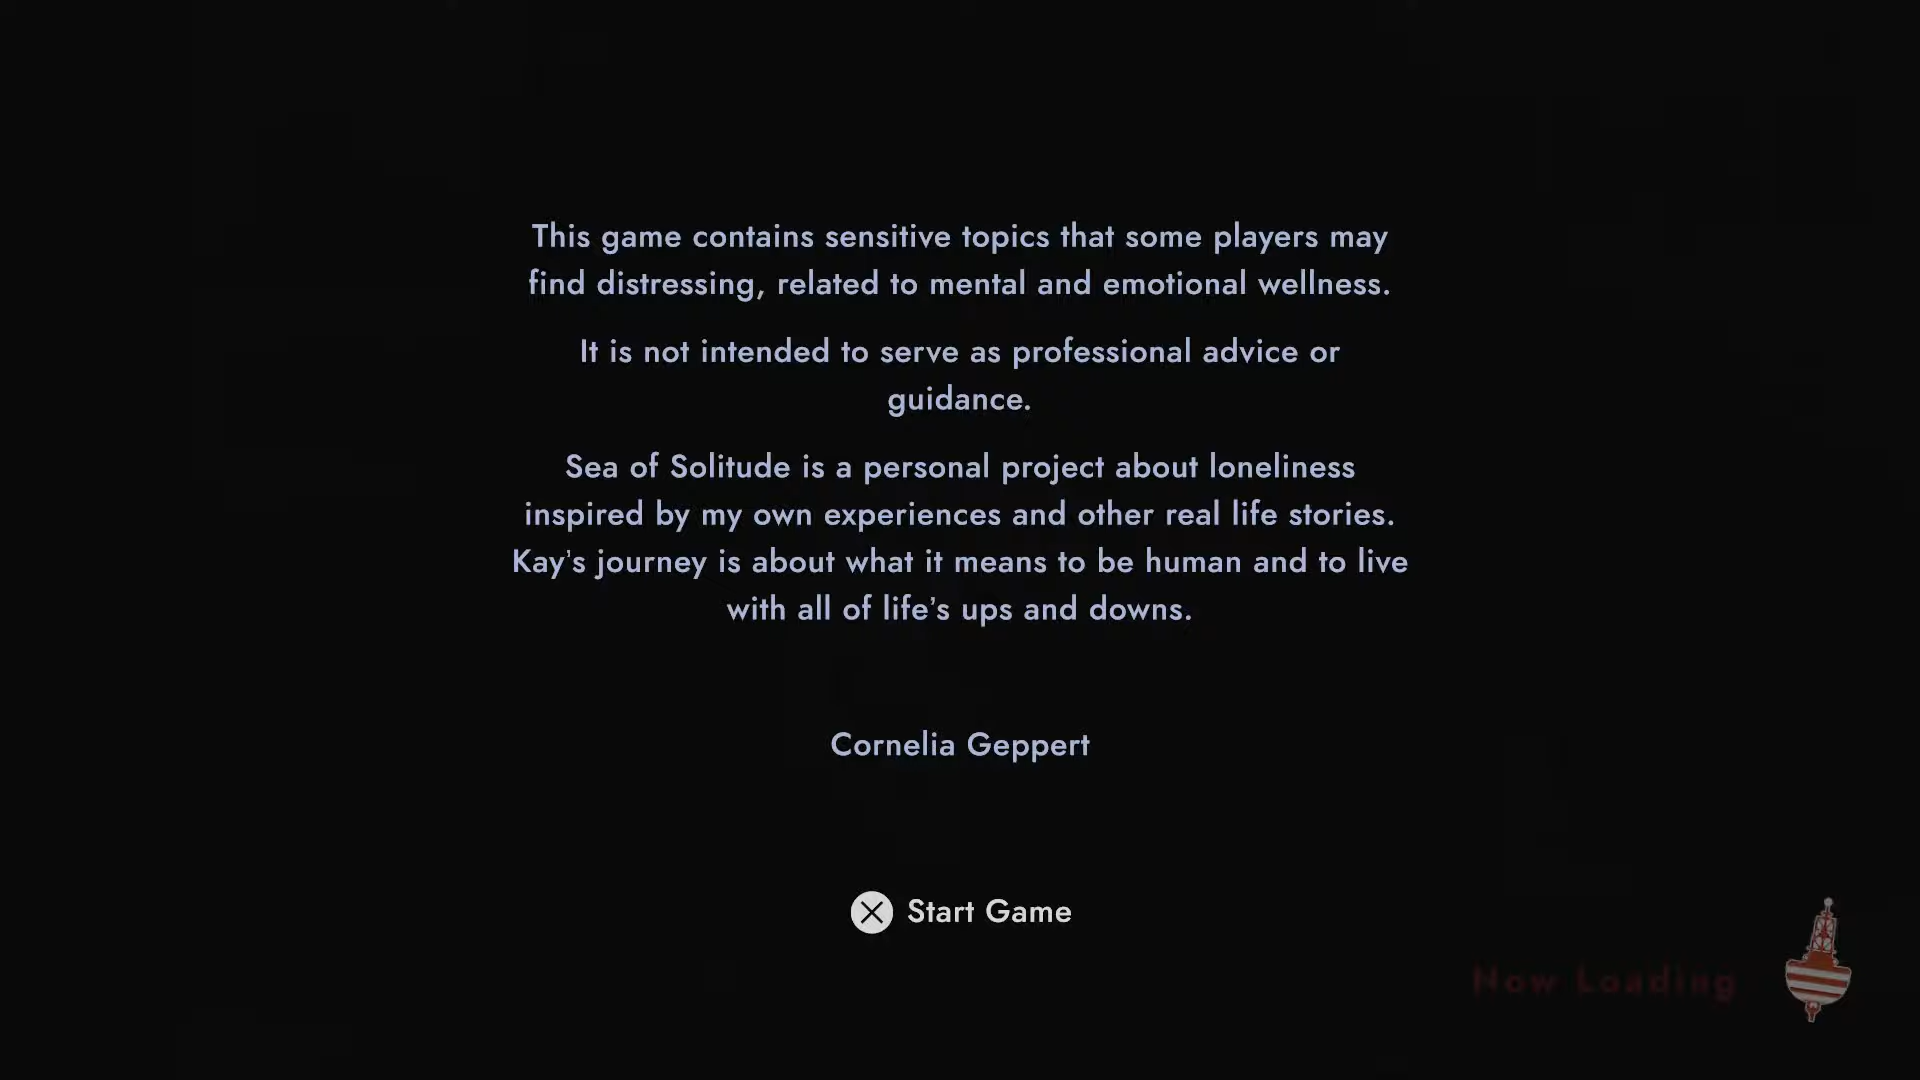 This game contains sensitive topics that some players may
find distressing, related to mental and emotional wellness.
It is not intended to serve as professional advice or
guidance.
Sea of Solitude is a personal project about loneliness
inspired by my own experiences and other real life stories.
Kay's journey is about what it means to be human and to live
with all of life's ups and downs.
Cornelia Geppert
Start Game
Now Loading